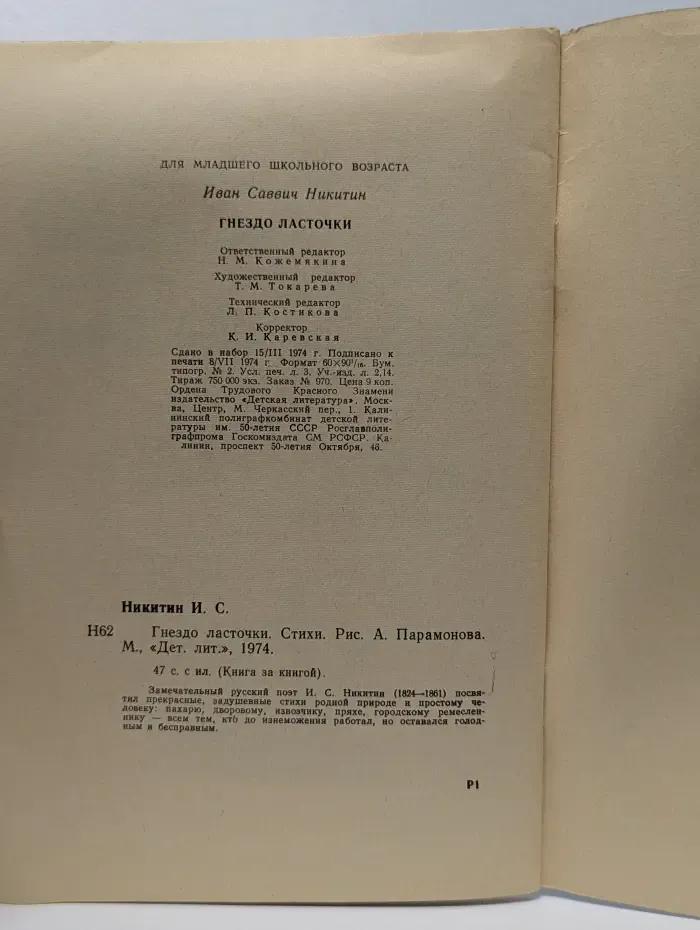 ДЛЯ МЛАДШЕГО ШКОЛЬНОГО ВОЗРАСТА
Иван Саввич Никитин
ГНЕЗДО ЛАСТОЧКИ
Ответственный редактор
Н. М. Кожемякина
Художественный редактор
Т. М. Токарева
Технический редактор
Л. П. Костикова
Корректор
К. И. Каревская
Сдано в набор 15/III 1974 г. Подписано к
печати 8/VII 1974 г. Формат 60×90¹/₁₆. Бум.
типогр. № 2. Усл. печ. л. 3. Уч.-изд. л. 2,14.
Тираж 750 000 экз. Заказ № 970. Цена 9 коп.
Ордена Трудового Красного Знамени
издательство «Детская литература». Моск-
ва, Центр, М. Черкасский пер., 1. Кали-
нинский полиграфкомбинат детской лите-
ратуры им. 50-летия СССР Росглавполи-
графпрома Госкомиздата СМ РСФСР. Ка-
линин, проспект 50-летия Октября, 46.
Никитин И. С.
Н62 Гнездо ласточки. Стихи. Рис. А. Парамонова.
М., «Дет. лит.», 1974.
47 с. с ил. (Книга за книгой).
Замечательный русский поэт И. С. Никитин (1824—1861) посвя-
тил прекрасные, задушевные стихи родной природе и простому че-
ловеку: пахарю, дворовому, извозчику, пряхе, городскому ремеслен-
нику — всем тем, кто до изнеможения работал, но оставался голод-
ным и бесправным.
Р1